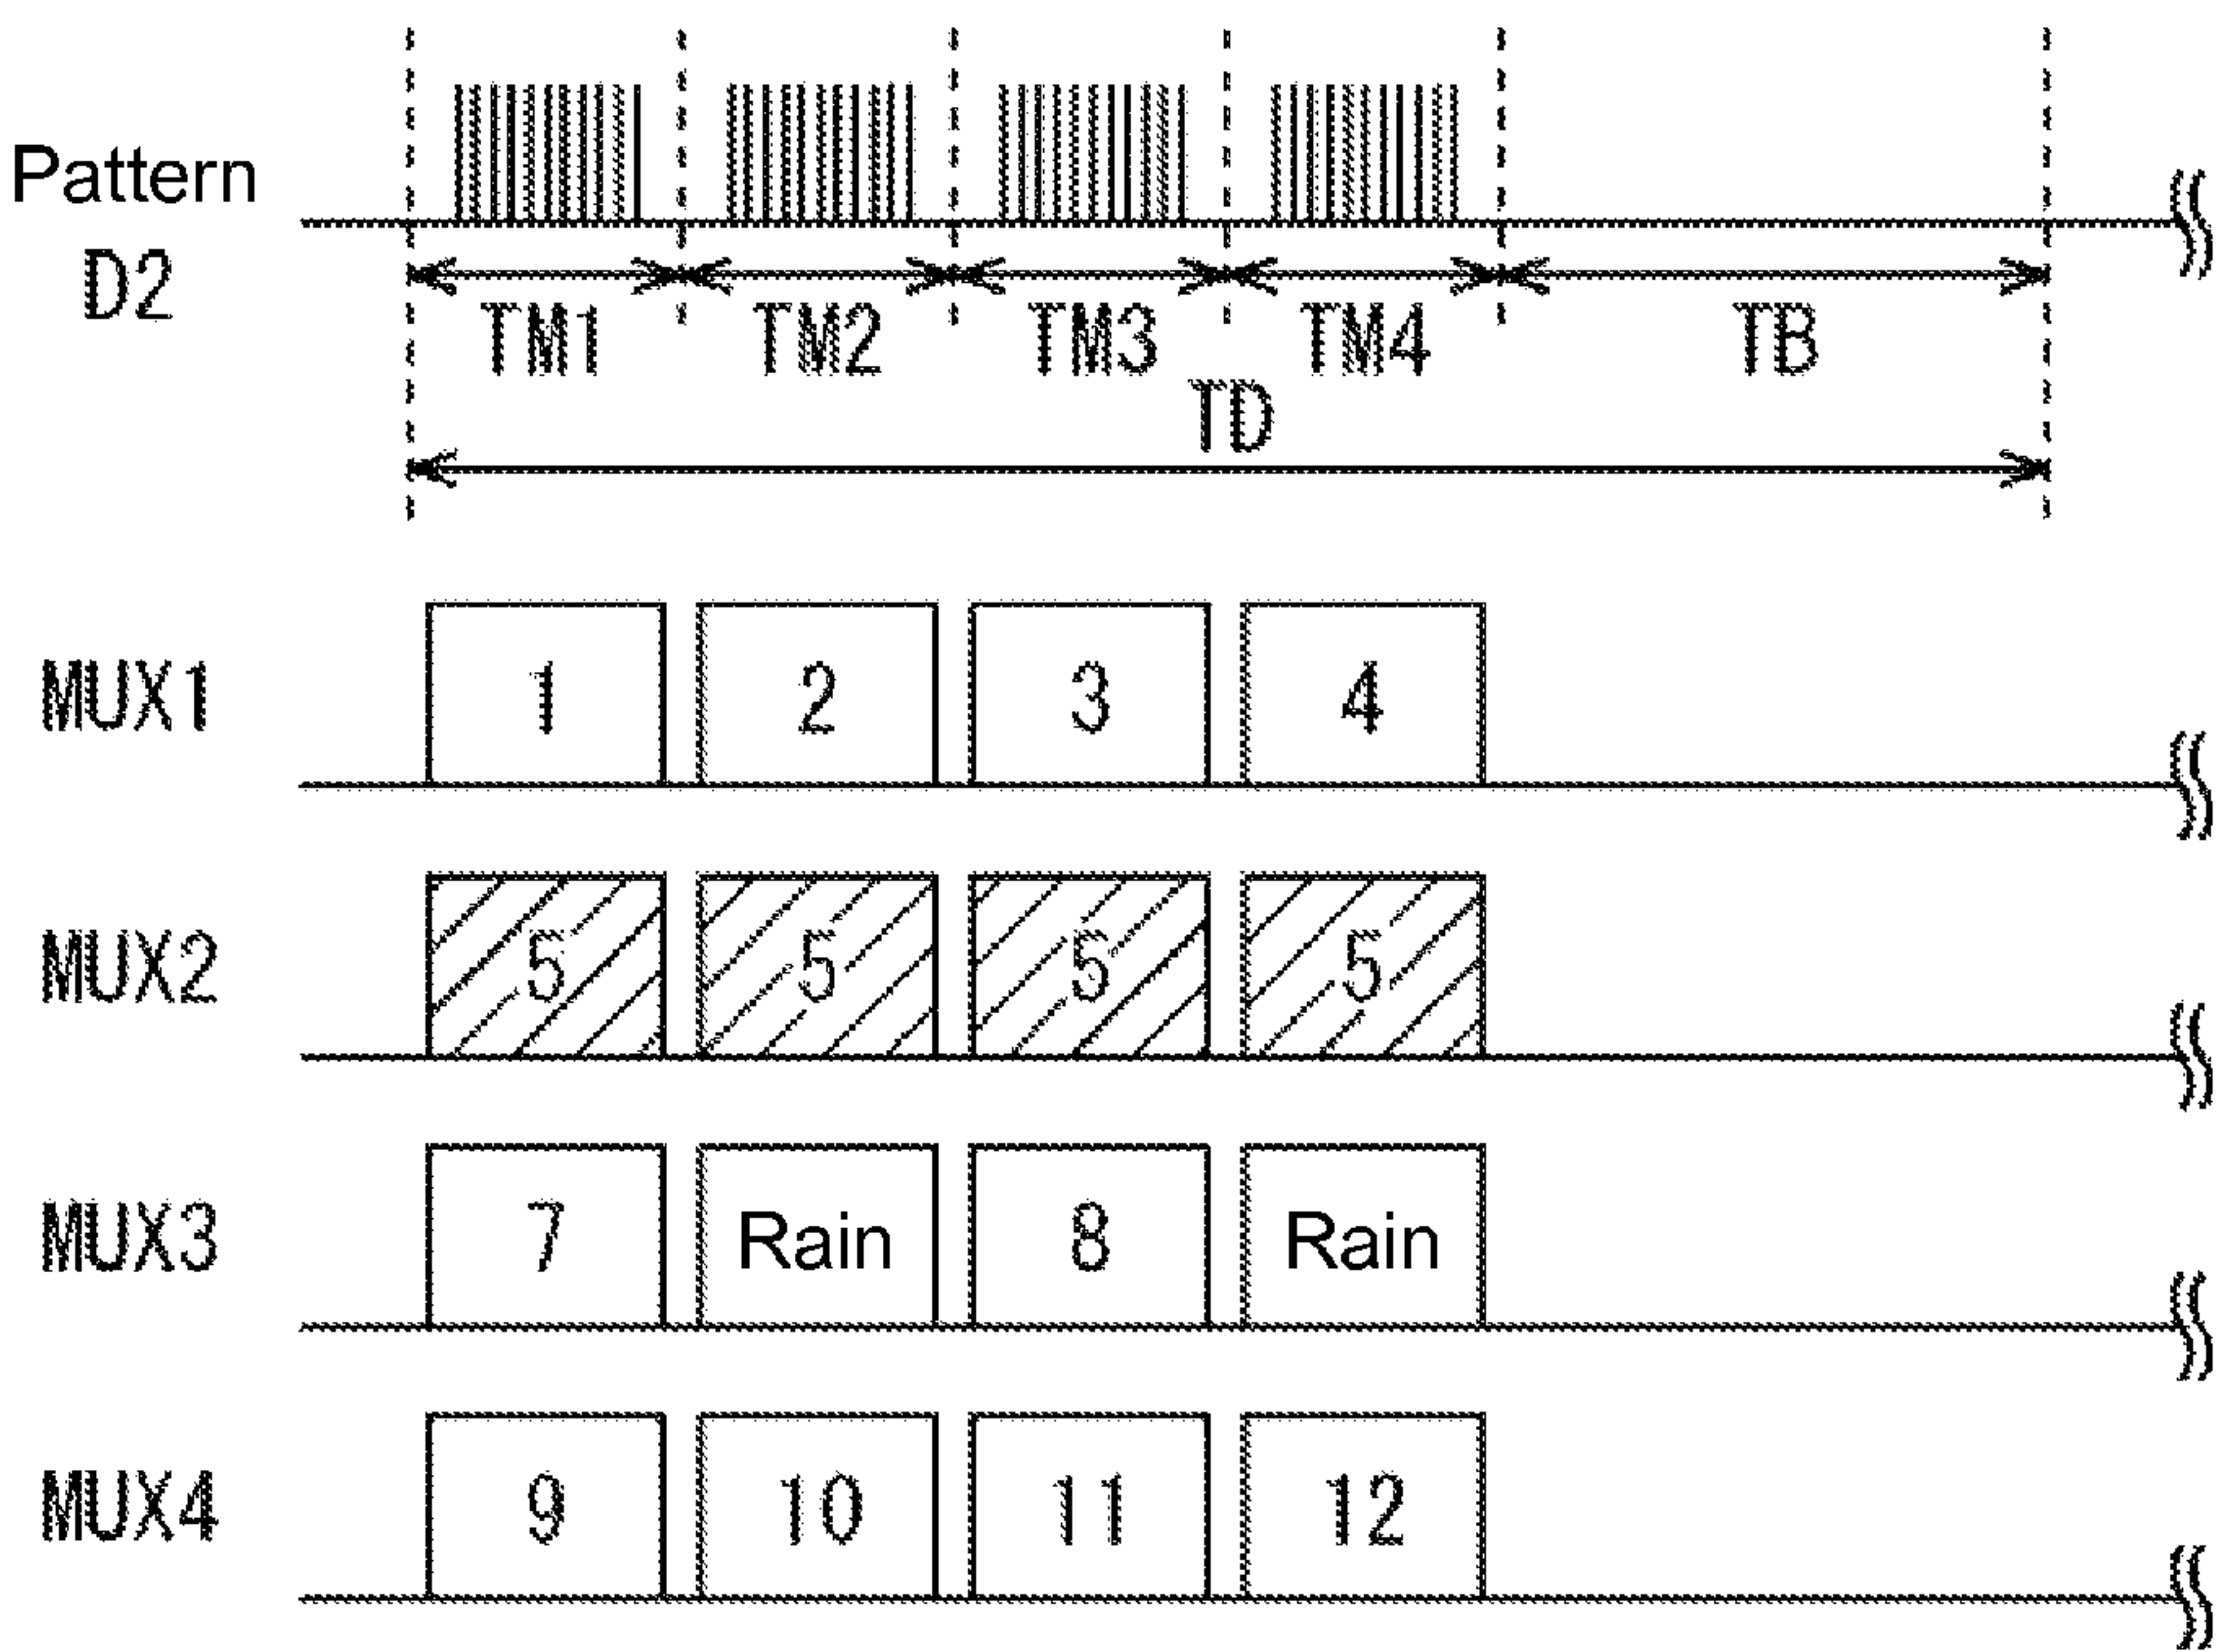 Pattern
D2
TM1 TM2 TM3 TM4 TB
TD
MUX1 1 2 3 4
MUX2 5 5 5 5
MUX3 7 Rain 8 Rain
MUX4 9 10 11 12